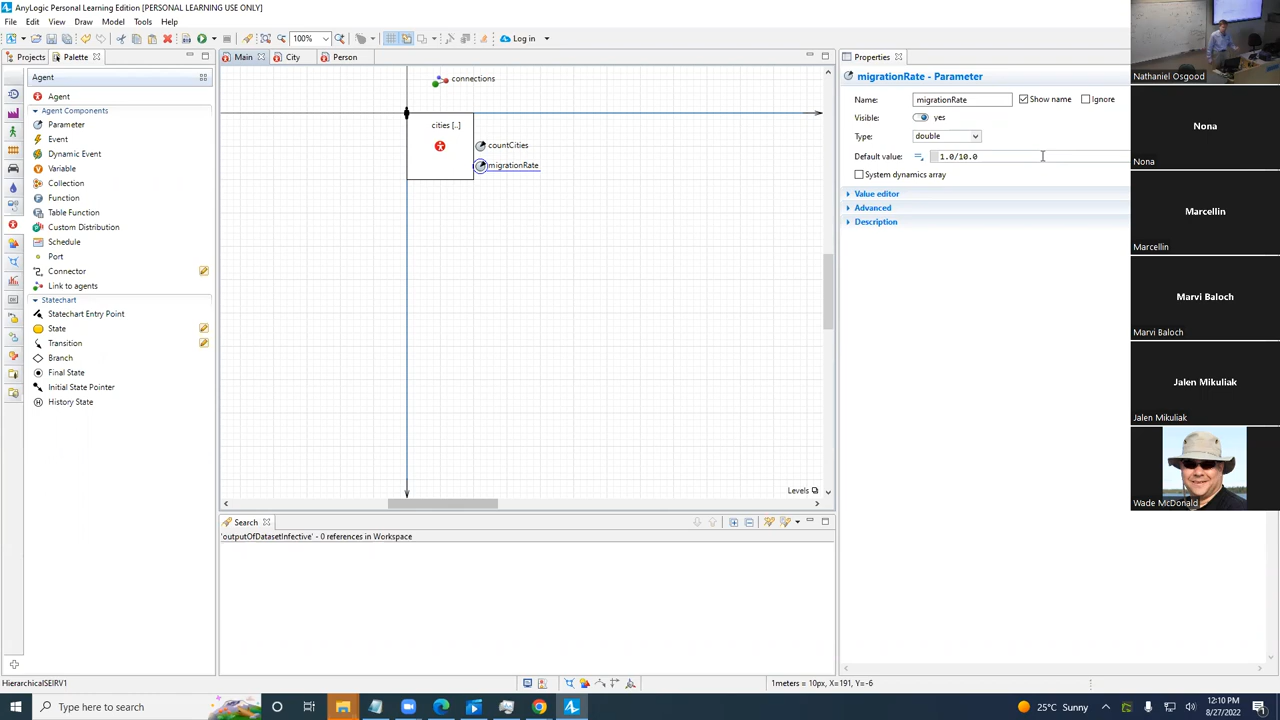 AnyLogic Personal Learning Edition [PERSONAL LEARNING USE ONLY]
File Edit View Draw Model Tools Help
100% Log in
Projects Palette
Main City Person
Properties
Agent
Agent
Agent Components
Parameter
Event
Dynamic Event
Variable
Collection
Function
Table Function
Custom Distribution
Schedule
Port
Connector
Link to agents
Statechart
Statechart Entry Point
State
Transition
Branch
Final State
Initial State Pointer
History State
connections
cities [..]
countCities
migrationRate
Levels
Search
'outputOfDatasetInfective' - 0 references in Workspace
migrationRate - Parameter
Name: migrationRate Show name Ignore
Visible: yes
Type: double
Default value: 1.0/10.0
System dynamics array
Value editor
Advanced
Description
Nathaniel Osgood
Nona
Nona
Marcellin
Marcellin
Marvi Baloch
Marvi Baloch
Jalen Mikuliak
Jalen Mikuliak
Wade McDonald
HierarchicalSEIRV1
1meters = 10px, X=191, Y=-6
Type here to search
25°C Sunny
12:10 PM
8/27/2022